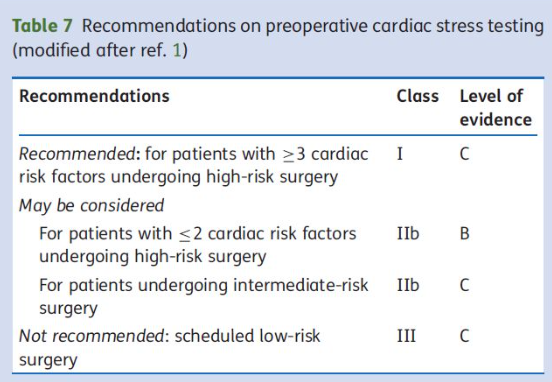 Table 7 Recommendations on preoperative cardiac stress testing
(modified after ref. 1)
Recommendations Class Level of
evidence
Recommended: for patients with ≥3 cardiac I C
risk factors undergoing high-risk surgery
May be considered
For patients with ≤2 cardiac risk factors IIb B
undergoing high-risk surgery
For patients undergoing intermediate-risk IIb C
surgery
Not recommended: scheduled low-risk III C
surgery